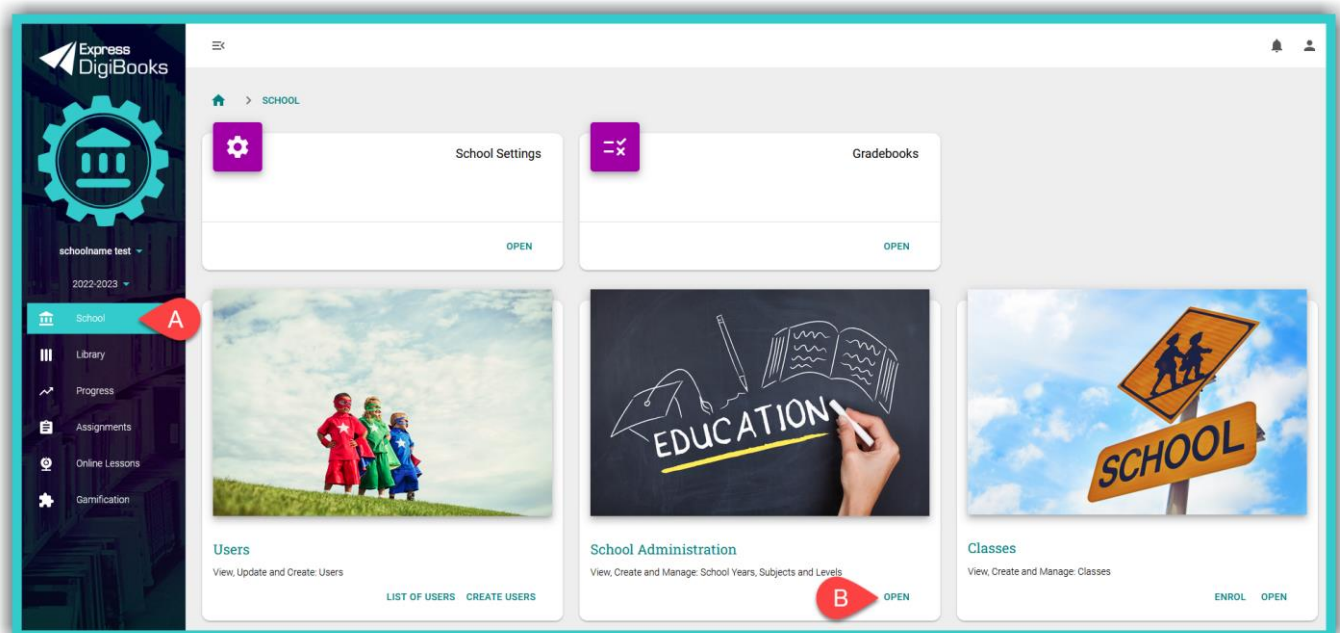 Express
DigiBooks
SCHOOL
School Settings
Gradebooks
OPEN
OPEN
schoolname test
2022-2023
School
A
Library
Progress
Assignments
Online Lessons
Gamification
EDUCATION
SCHOOL
Users
View, Update and Create: Users
LIST OF USERS CREATE USERS
School Administration
View, Create and Manage: School Years, Subjects and Levels
B OPEN
Classes
View, Create and Manage: Classes
ENROL OPEN